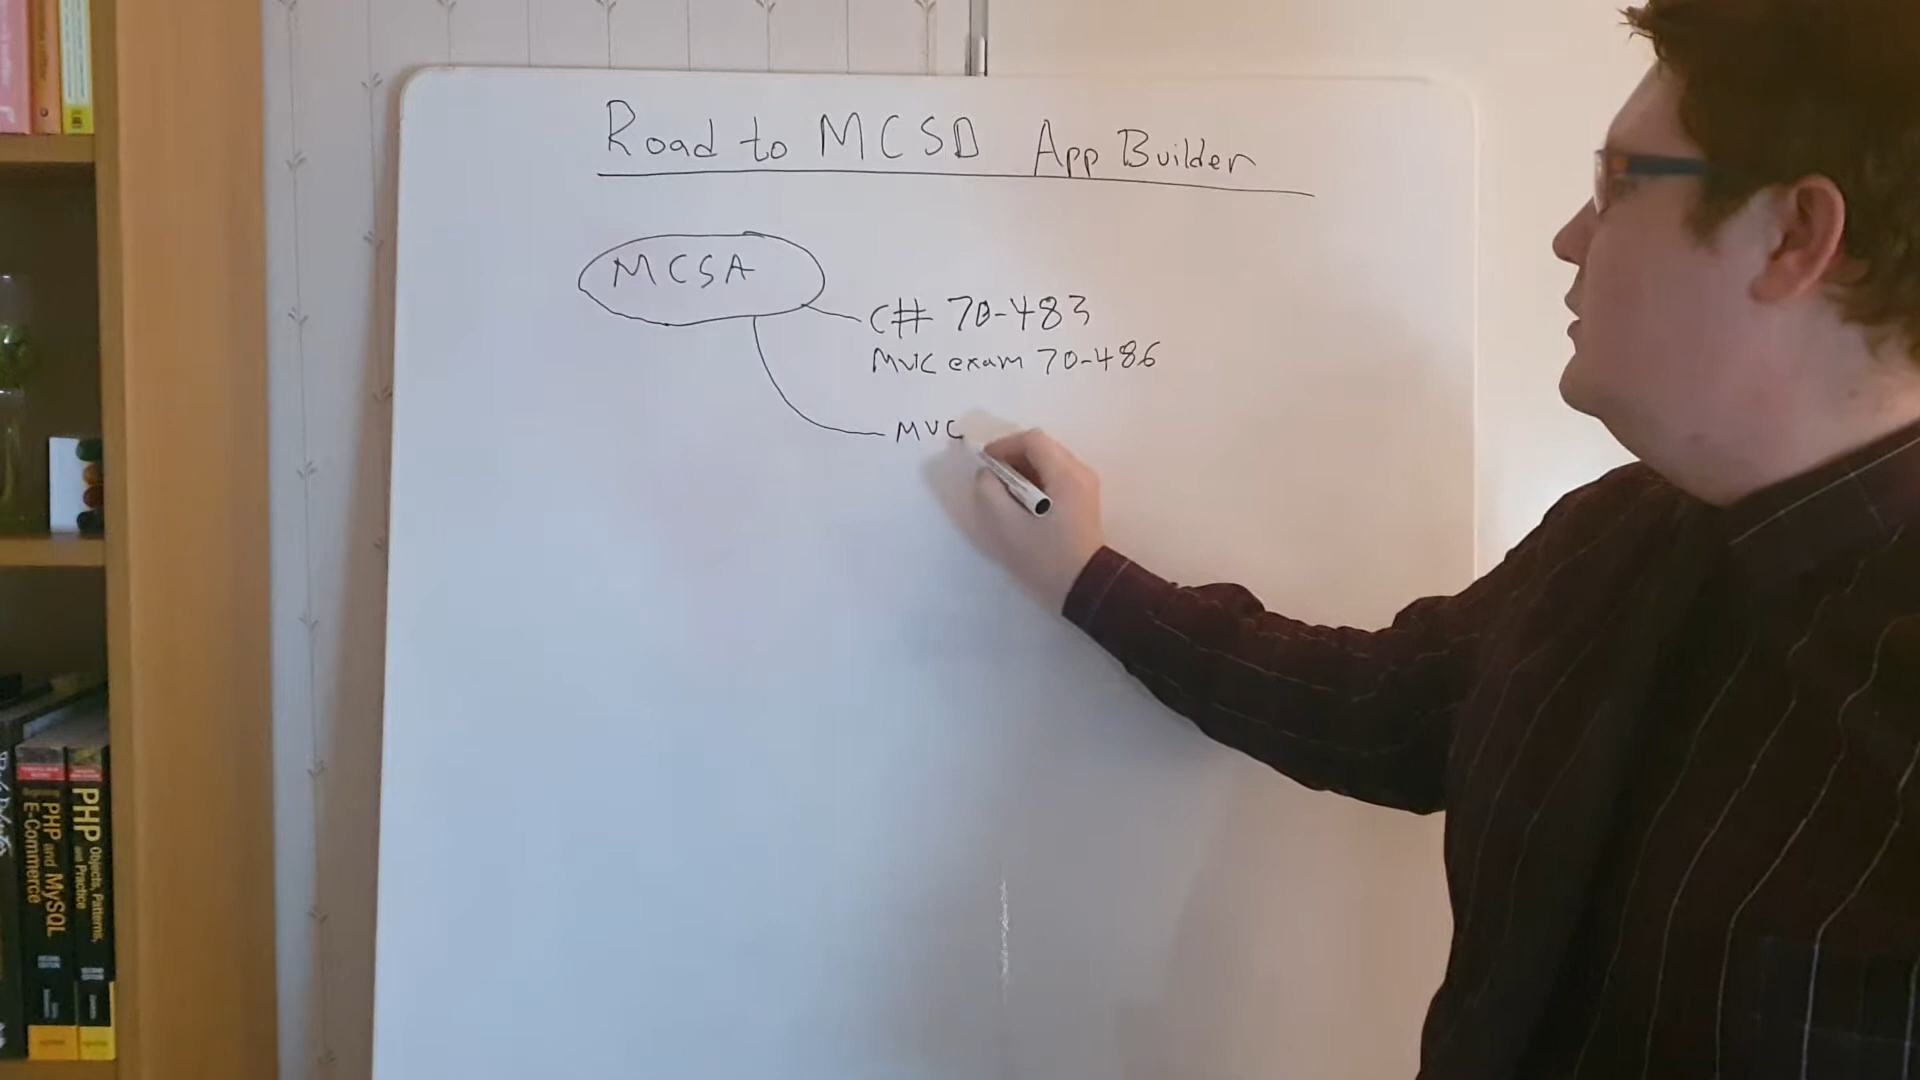 Road to MCSD App Builder
MCSA
C# 70-483
MVC exam 70-486
MVC
PHP and MySQL
E-Commerce
PHP Objects, Patterns,
and Practice